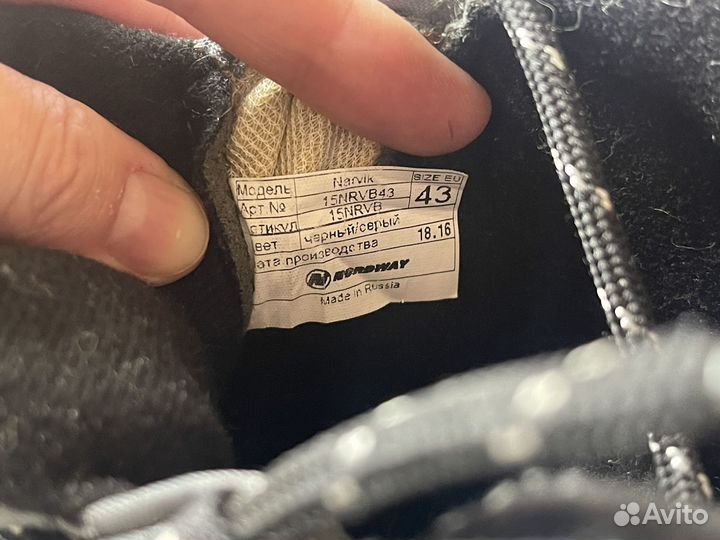 Модель Narvik SIZE EU
Арт № 15NRVB43 43
тикул 15NRVB
вет черный/серый
ата производства 18.16
NORDWAY
Made in Russia
Avito